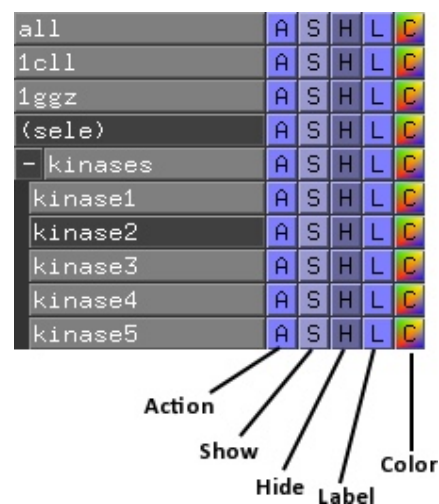 all A S H L C
1cll A S H L C
1ggz A S H L C
(sele) A S H L C
- kinases A S H L C
kinase1 A S H L C
kinase2 A S H L C
kinase3 A S H L C
kinase4 A S H L C
kinase5 A S H L C
Action
Show
Hide
Label
Color